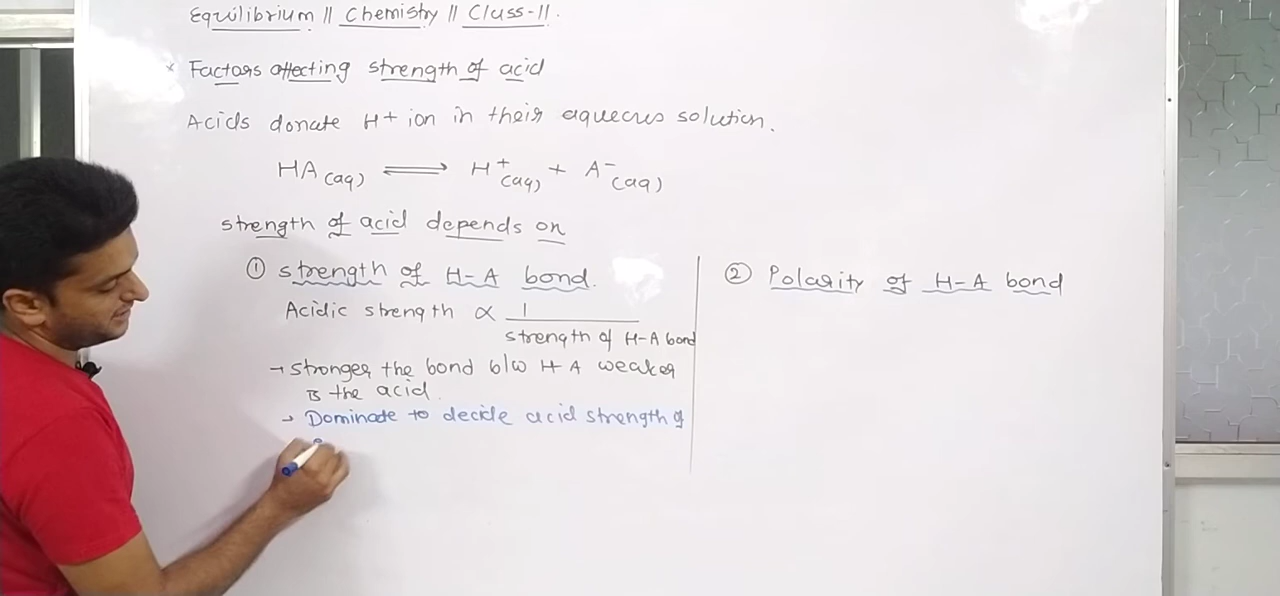 Equilibrium || Chemistry || Class-11.
* Factors affecting strength of acid
Acids donate H+ ion in their aqueous solution.
HA (aq) ⇌ H+ (aq) + A- (aq)
strength of acid depends on
① strength of H-A bond.
Acidic strength ∝ 1
strength of H-A bond
→ stronger the bond b/w H-A weaker
is the acid.
→ Dominate to decide acid strength of
② Polarity of H-A bond